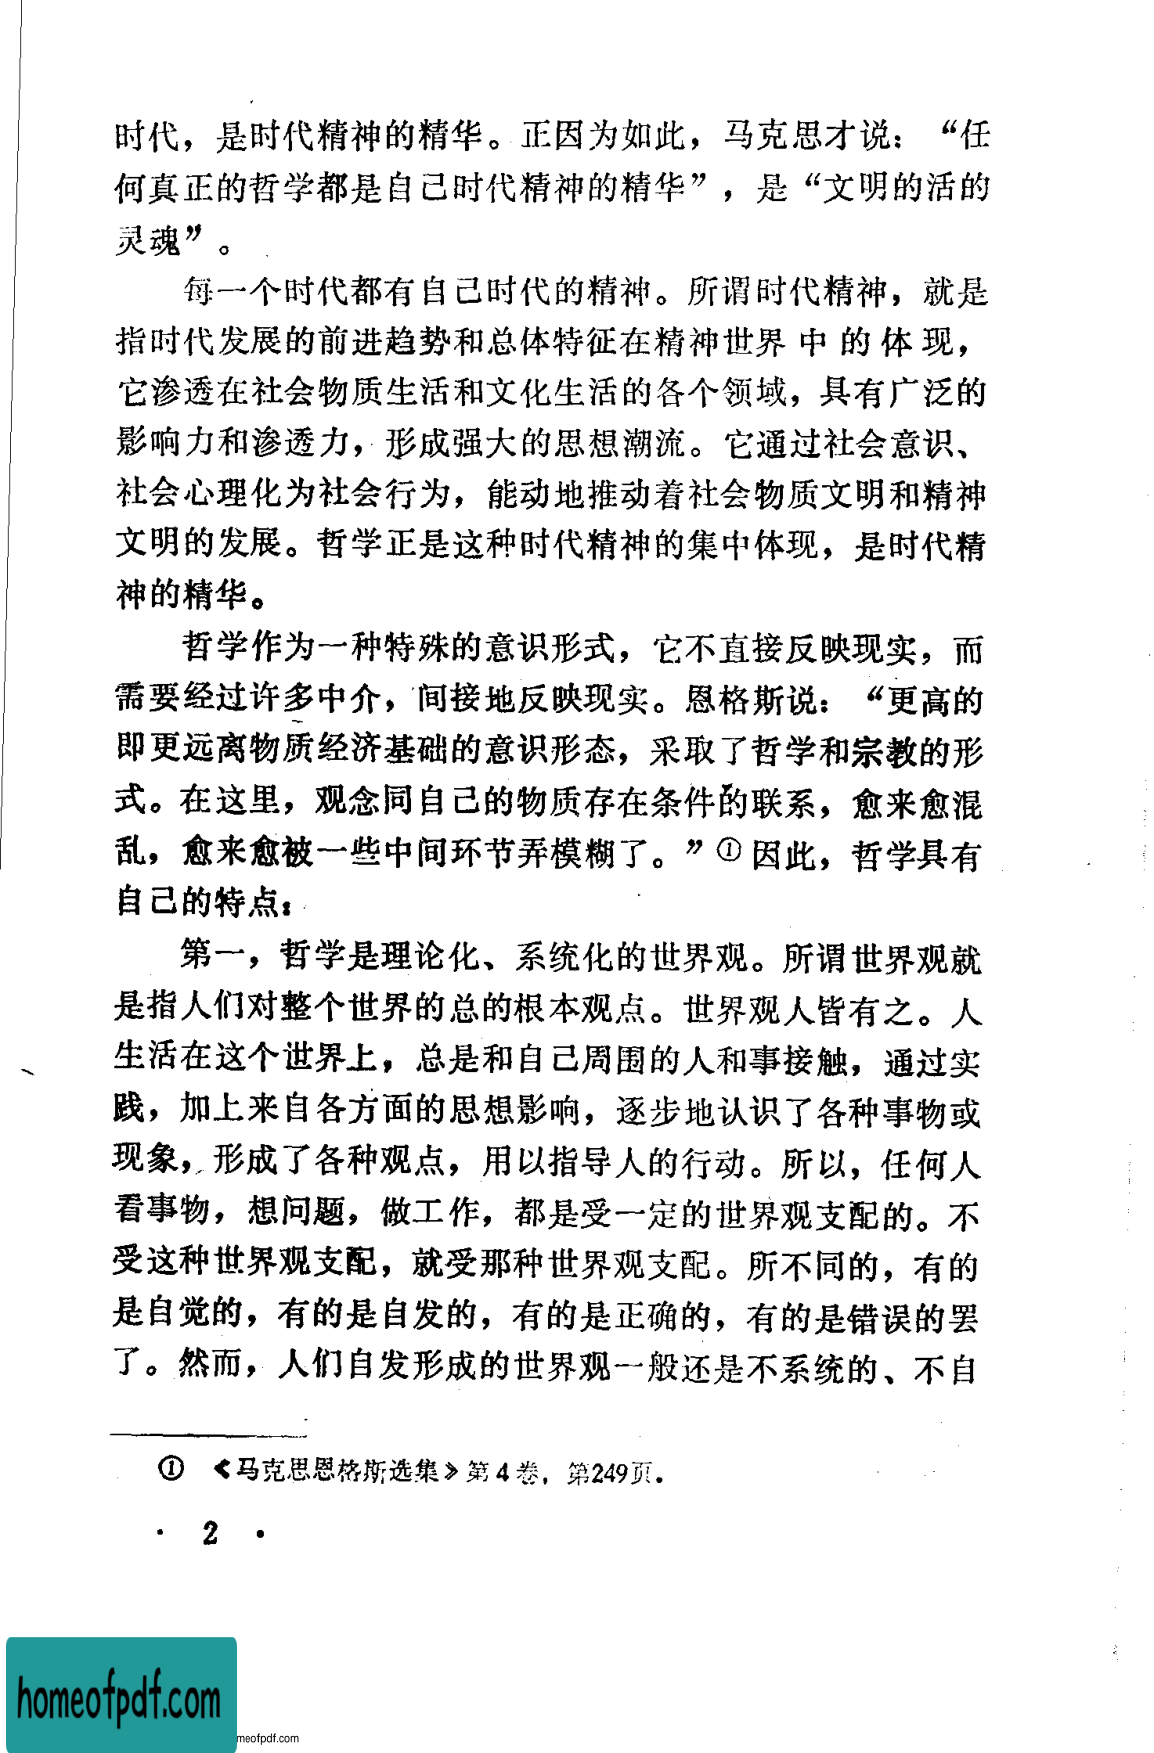 时代，是时代精神的精华。正因为如此，马克思才说：“任
何真正的哲学都是自己时代精神的精华”，是“文明的活的
灵魂”。
每一个时代都有自己时代的精神。所谓时代精神，就是
指时代发展的前进趋势和总体特征在精神世界中的体现，
它渗透在社会物质生活和文化生活的各个领域，具有广泛的
影响力和渗透力，形成强大的思想潮流。它通过社会意识、
社会心理化为社会行为，能动地推动着社会物质文明和精神
文明的发展。哲学正是这种时代精神的集中体现，是时代精
神的精华。
哲学作为一种特殊的意识形式，它不直接反映现实，而
需要经过许多中介，间接地反映现实。恩格斯说：“更高的
即更远离物质经济基础的意识形态，采取了哲学和宗教的形
式。在这里，观念同自己的物质存在条件的联系，愈来愈混
乱，愈来愈被一些中间环节弄模糊了。”①因此，哲学具有
自己的特点：
第一，哲学是理论化、系统化的世界观。所谓世界观就
是指人们对整个世界的总的根本观点。世界观人皆有之。人
生活在这个世界上，总是和自己周围的人和事接触，通过实
践，加上来自各方面的思想影响，逐步地认识了各种事物或
现象，形成了各种观点，用以指导人的行动。所以，任何人
看事物，想问题，做工作，都是受一定的世界观支配的。不
受这种世界观支配，就受那种世界观支配。所不同的，有的
是自觉的，有的是自发的，有的是正确的，有的是错误的罢
了。然而，人们自发形成的世界观一般还是不系统的、不自
① 《马克思恩格斯选集》第4卷，第249页。
· 2 ·
homeofpdf.com
meofpdf.com